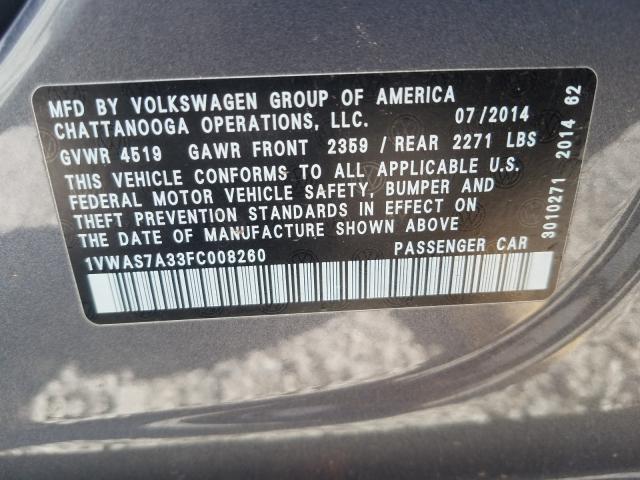 MFD BY VOLKSWAGEN GROUP OF AMERICA
CHATTANOOGA OPERATIONS, LLC. 07/2014
GVWR 4519 GAWR FRONT 2359 / REAR 2271 LBS
THIS VEHICLE CONFORMS TO ALL APPLICABLE U.S.
FEDERAL MOTOR VEHICLE SAFETY, BUMPER AND
THEFT PREVENTION STANDARDS IN EFFECT ON
THE DATE OF MANUFACTURE SHOWN ABOVE
1VWAS7A33FC008260 PASSENGER CAR
3010271 2014 62